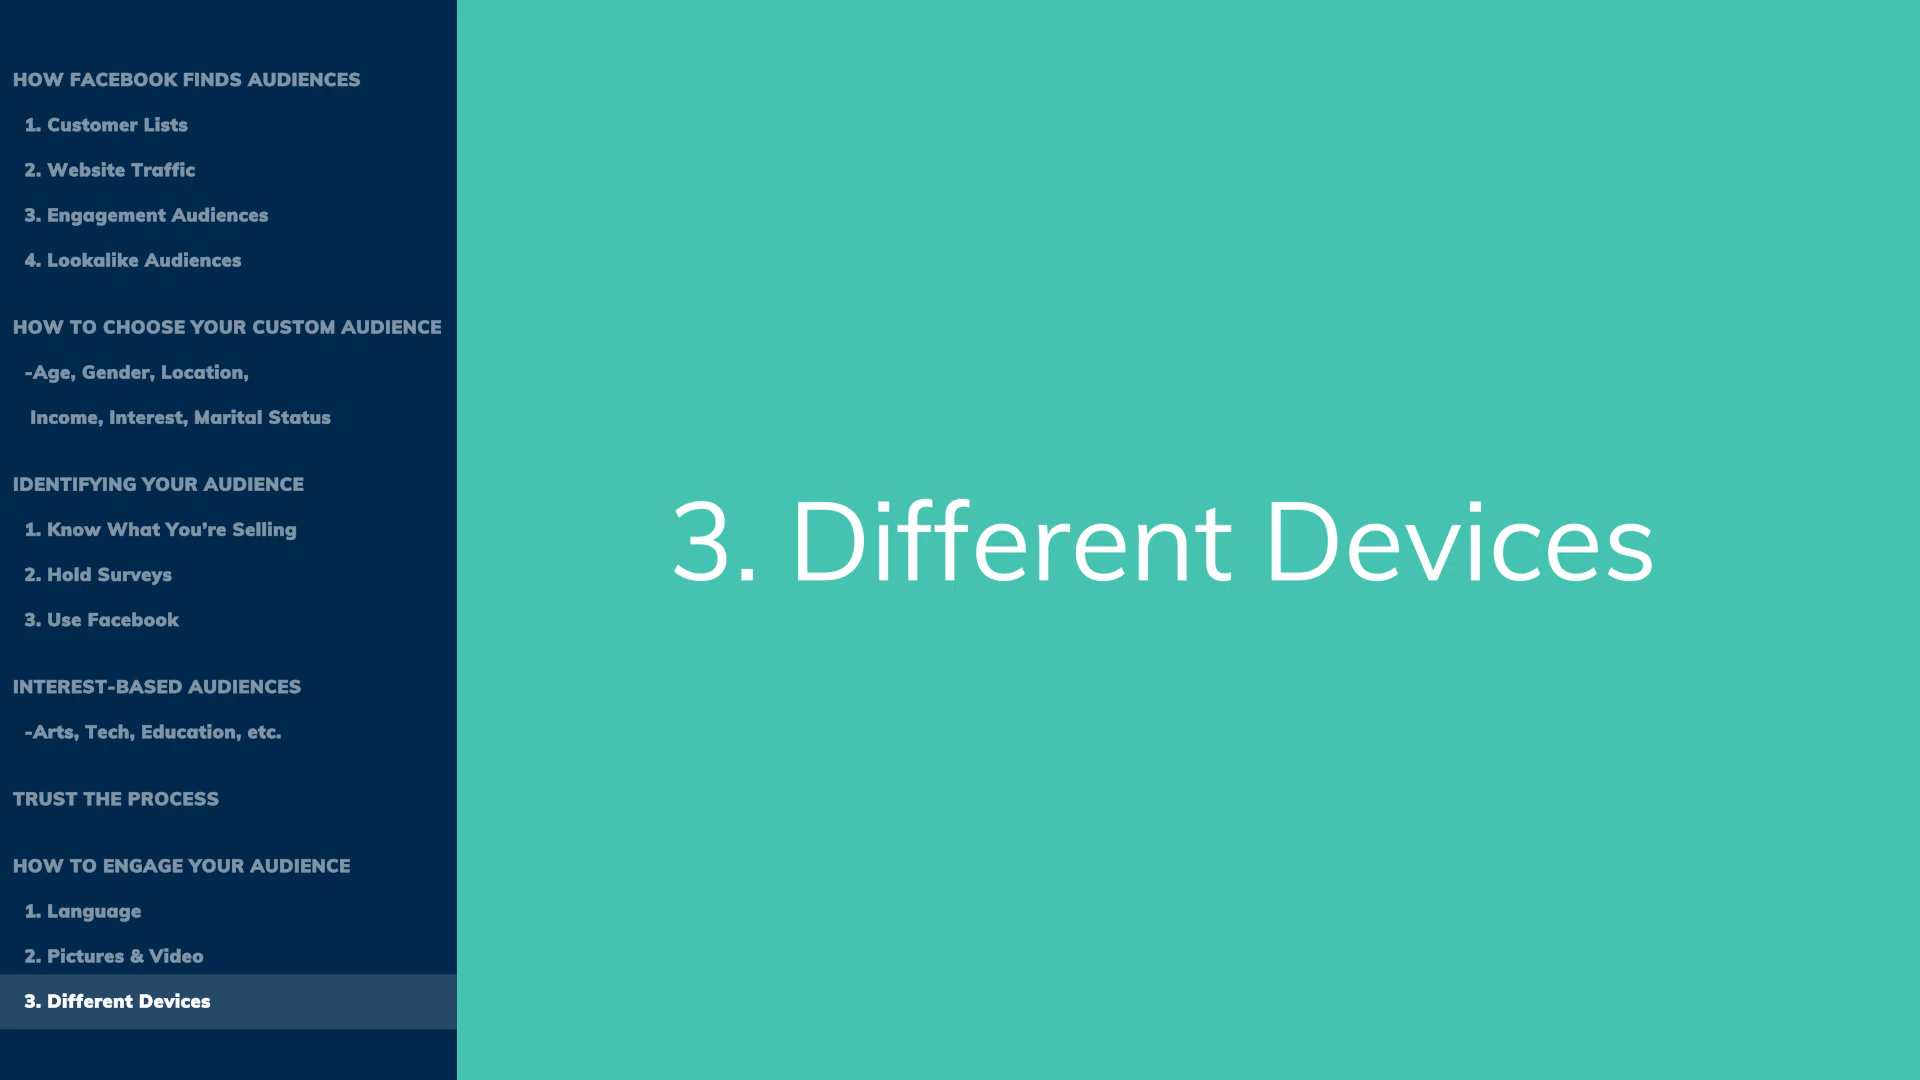 HOW FACEBOOK FINDS AUDIENCES
1. Customer Lists
2. Website Traffic
3. Engagement Audiences
4. Lookalike Audiences
HOW TO CHOOSE YOUR CUSTOM AUDIENCE
-Age, Gender, Location,
Income, Interest, Marital Status
IDENTIFYING YOUR AUDIENCE
1. Know What You’re Selling
2. Hold Surveys
3. Use Facebook
INTEREST-BASED AUDIENCES
-Arts, Tech, Education, etc.
TRUST THE PROCESS
HOW TO ENGAGE YOUR AUDIENCE
1. Language
2. Pictures & Video
3. Different Devices
3. Different Devices